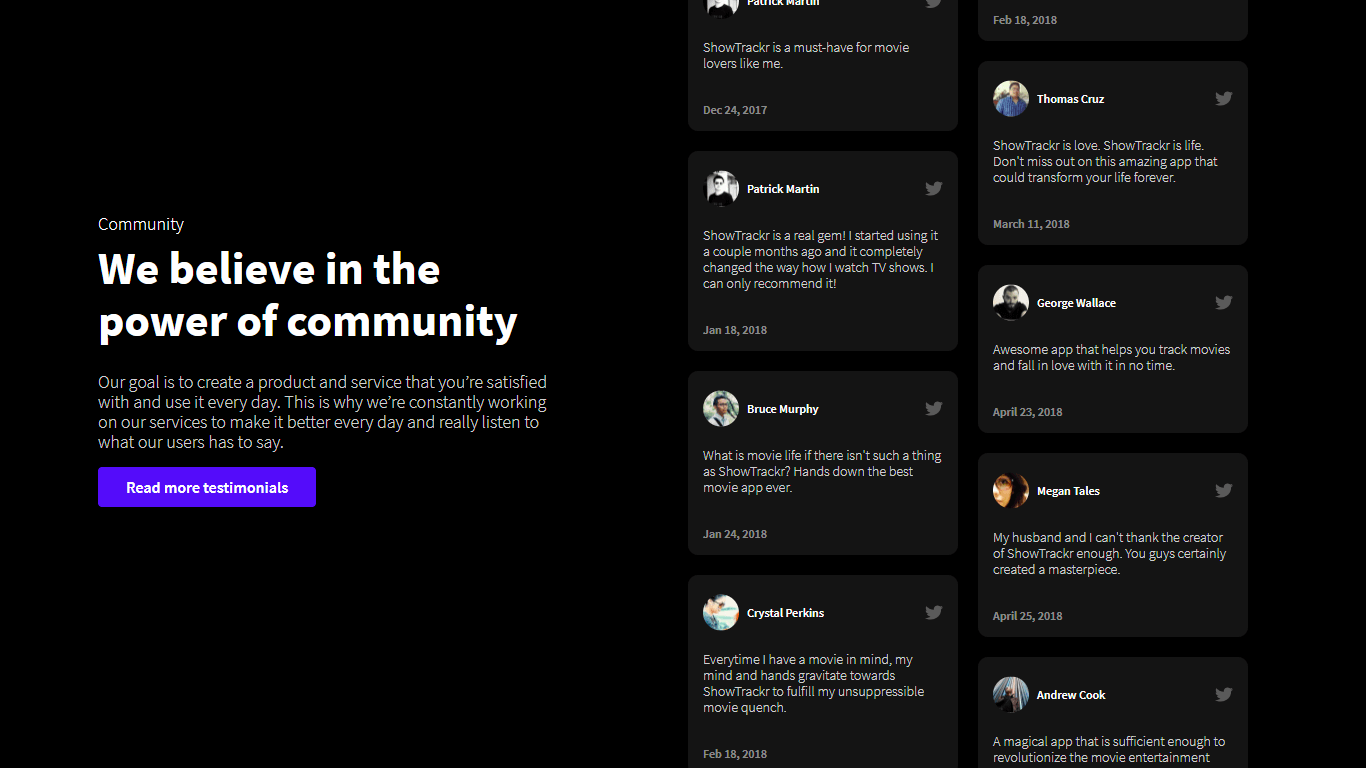 Community
We believe in the
power of community
Our goal is to create a product and service that you’re satisfied
with and use it every day. This is why we’re constantly working
on our services to make it better every day and really listen to
what our users has to say.
Read more testimonials
Patrick Martin
ShowTrackr is a must-have for movie
lovers like me.
Dec 24, 2017
Patrick Martin
ShowTrackr is a real gem! I started using it
a couple months ago and it completely
changed the way how I watch TV shows. I
can only recommend it!
Jan 18, 2018
Bruce Murphy
What is movie life if there isn't such a thing
as ShowTrackr? Hands down the best
movie app ever.
Jan 24, 2018
Crystal Perkins
Everytime I have a movie in mind, my
mind and hands gravitate towards
ShowTrackr to fulfill my unsuppressible
movie quench.
Feb 18, 2018
Feb 18, 2018
Thomas Cruz
ShowTrackr is love. ShowTrackr is life.
Don't miss out on this amazing app that
could transform your life forever.
March 11, 2018
George Wallace
Awesome app that helps you track movies
and fall in love with it in no time.
April 23, 2018
Megan Tales
My husband and I can't thank the creator
of ShowTrackr enough. You guys certainly
created a masterpiece.
April 25, 2018
Andrew Cook
A magical app that is sufficient enough to
revolutionize the movie entertainment